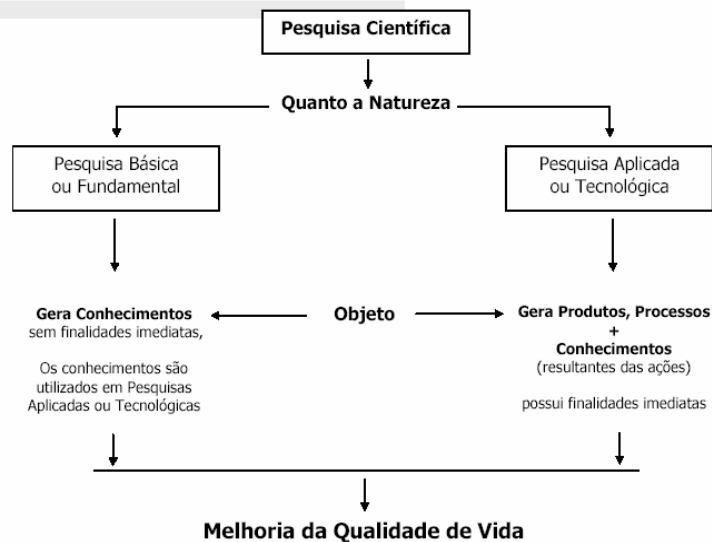 Pesquisa Científica
Quanto a Natureza
Pesquisa Básica
ou Fundamental
Pesquisa Aplicada
ou Tecnológica
Gera Conhecimentos
sem finalidades imediatas,
Os conhecimentos são
utilizados em Pesquisas
Aplicadas ou Tecnológicas
Objeto
Gera Produtos, Processos
+
Conhecimentos
(resultantes das ações)
possui finalidades imediatas
Melhoria da Qualidade de Vida